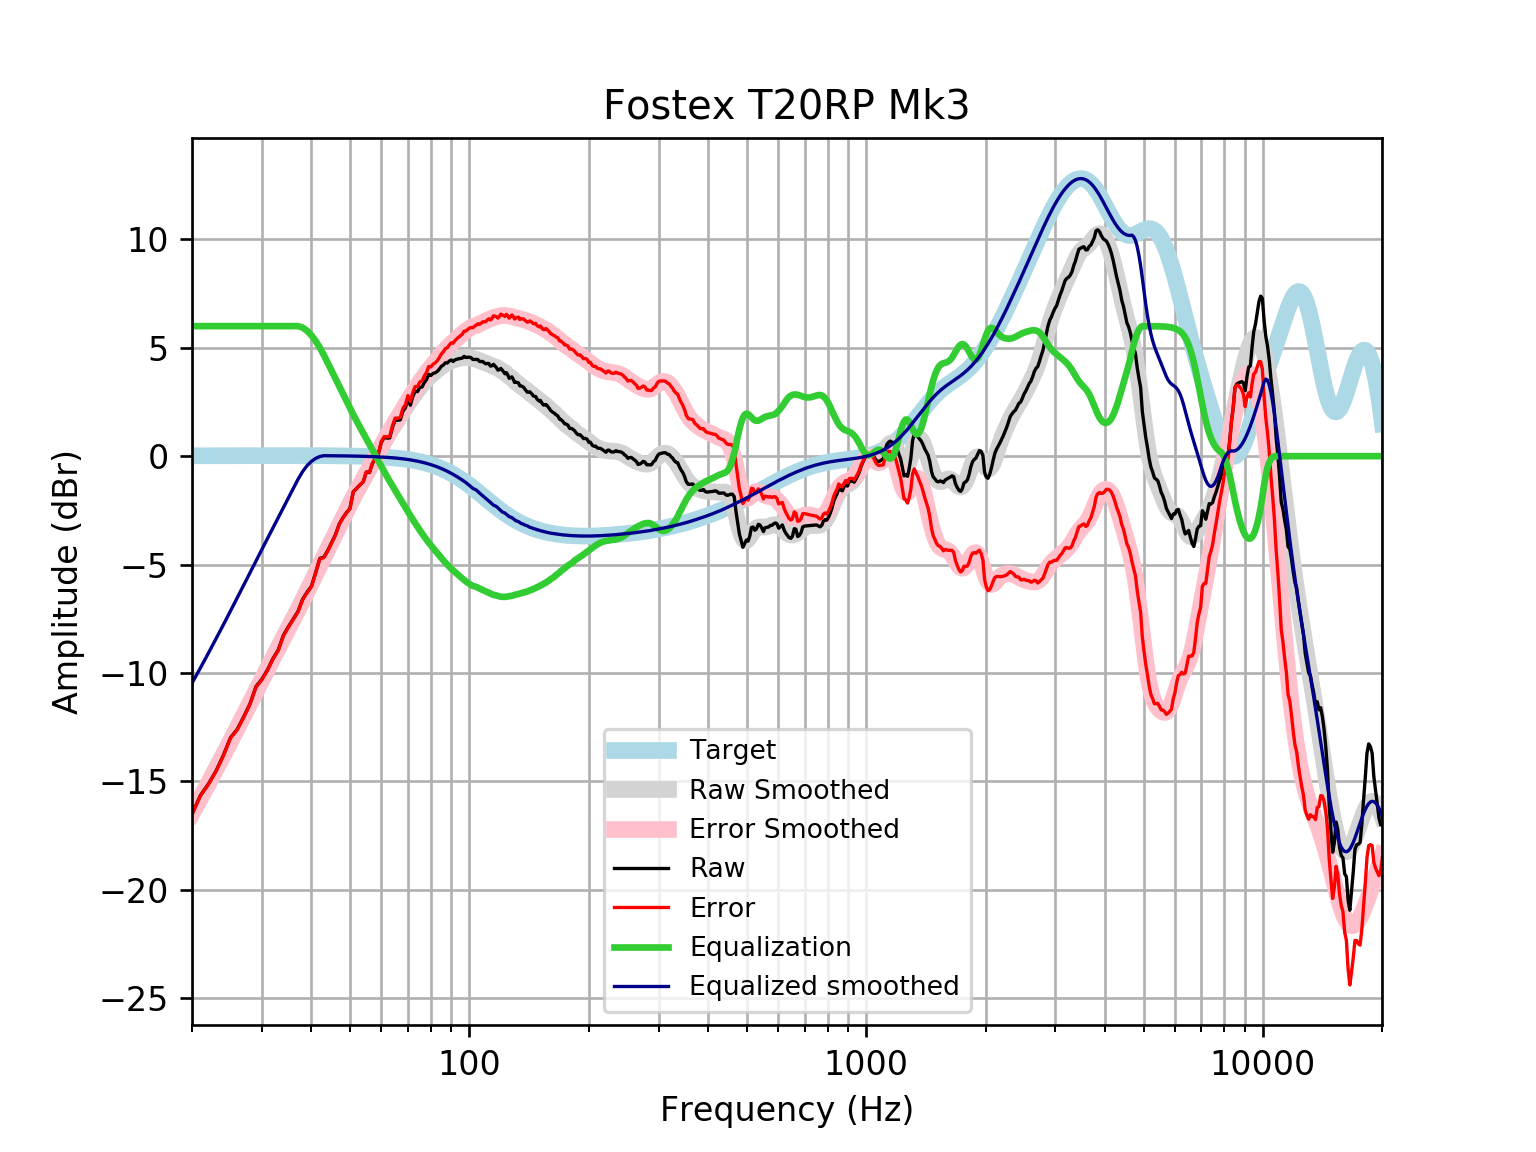 Fostex T20RP Mk3
10
5
0
−5
−10
−15
−20
−25
Amplitude (dBr)
Target
Raw Smoothed
Error Smoothed
Raw
Error
Equalization
Equalized smoothed
100 1000 10000
Frequency (Hz)